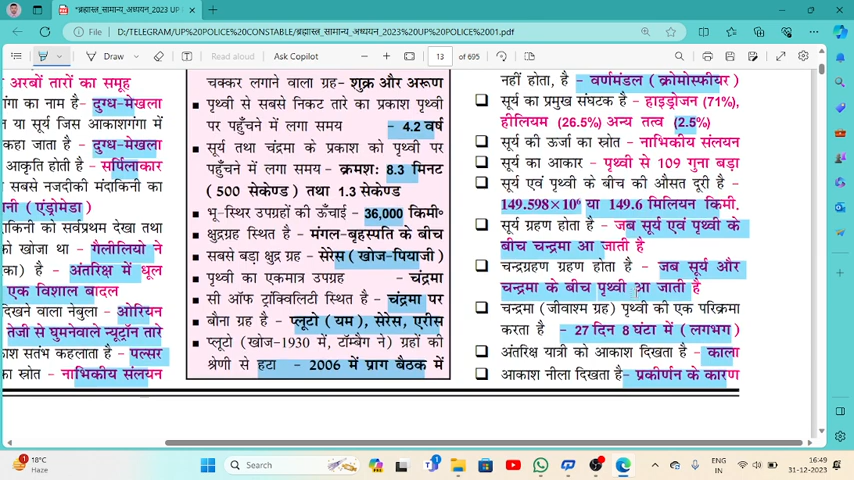 *ब्रह्मास्त्र_सामान्य_अध्ययन_2023 UP
File D:/TELEGRAM/UP%20POLICE%20CONSTABLE/ब्रह्मास्त्र_सामान्य_अध्ययन_2023%20UP%20POLICE%2001.pdf
Draw Read aloud Ask Copilot 13 of 695
अरबों तारों का समूह
गंगा का नाम है- दुग्ध-मेखला
त या सूर्य जिस आकाशगंगा में
कहा जाता है- दुग्ध-मेखला
आकृति होती है- सर्पिलाकार
सबसे नजदीकी मंदाकिनी का
नी (एंड्रोमेडा)
ाकिनी को सर्वप्रथम देखा तथा
को खोजा था- गैलीलियो ने
का) है- अंतरिक्ष में धूल
एक विशाल बादल
दिखने वाला नेबुला - ओरियन
तेजी से घुमनेवाले न्यूट्रॉन तारे
काश सतंभ कहलाता है- पल्सर
का स्रोत- नाभिकीय संलयन
चक्कर लगाने वाला ग्रह- शुक्र और अरूण
पृथ्वी से सबसे निकट तारे का प्रकाश पृथ्वी
पर पहुँचने में लगा समय - 4.2 वर्ष
सूर्य तथा चंद्रमा के प्रकाश को पृथ्वी पर
पहुँचने में लगा समय- क्रमश: 8.3 मिनट
(500 सेकेण्ड) तथा 1.3 सेकेण्ड
भू-स्थिर उपग्रहों की ऊँचाई - 36,000 किमी॰
क्षुद्रग्रह स्थित है - मंगल-बृहस्पति के बीच
सबसे बड़ा क्षुद्र ग्रह- सेरेस (खोज-पियाजी)
पृथ्वी का एकमात्र उपग्रह - चंद्रमा
सी ऑफ ट्रांक्विलिटी स्थित है - चंद्रमा पर
बौना ग्रह है- प्लूटो (यम), सेरेस, एरीस
प्लूटो (खोज-1930 में, टॉम्बैग ने) ग्रहों की
श्रेणी से हटा - 2006 में प्राग बैठक में
नहीं होता, है - वर्णमंडल (क्रोमोस्फीयर)
सूर्य का प्रमुख संघटक है- हाइड्रोजन (71%),
हीलियम (26.5%) अन्य तत्व (2.5%)
सूर्य की ऊर्जा का स्रोत- नाभिकीय संलयन
सूर्य का आकार - पृथ्वी से 109 गुना बड़ा
सूर्य एवं पृथ्वी के बीच की औसत दूरी है -
149.598×10⁶ या 149.6 मिलियन किमी.
सूर्य ग्रहण होता है - जब सूर्य एवं पृथ्वी के
बीच चन्द्रमा आ जाती है
चन्द्रग्रहण ग्रहण होता है - जब सूर्य और
चन्द्रमा के बीच पृथ्वी आ जाती है
चन्द्रमा (जीवाश्म ग्रह) पृथ्वी की एक परिक्रमा
करता है - 27 दिन 8 घंटा में (लगभग)
अंतरिक्ष यात्री को आकाश दिखता है- काला
आकाश नीला दिखता है- प्रकीर्णन के कारण
18°C
Haze
Search
ENG
IN
16:49
31-12-2023